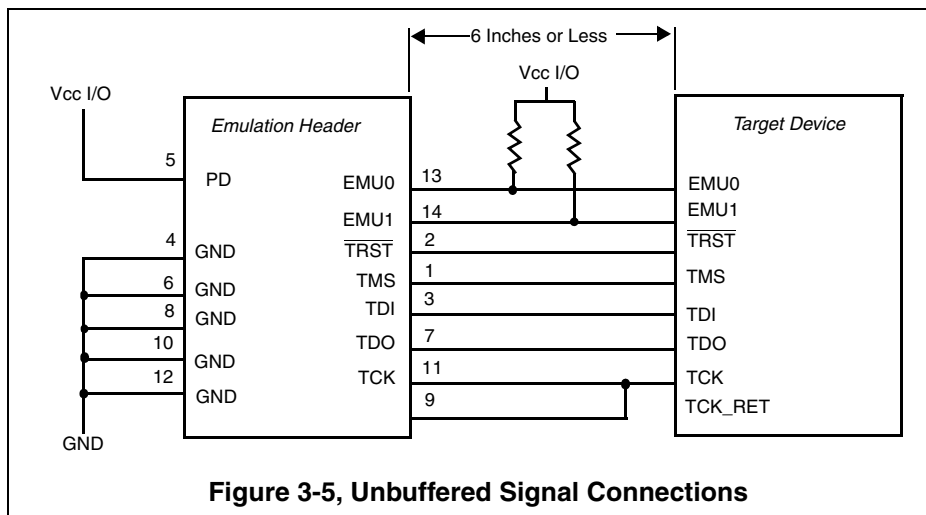 6 Inches or Less
Vcc I/O
Vcc I/O
Emulation Header
Target Device
5
PD
EMU0
13
EMU0
EMU1
14
EMU1
4
GND
TRST
2
TRST
6
GND
TMS
1
TMS
8
GND
TDI
3
TDI
10
GND
TDO
7
TDO
12
GND
TCK
11
TCK
9
TCK_RET
GND
Figure 3-5, Unbuffered Signal Connections